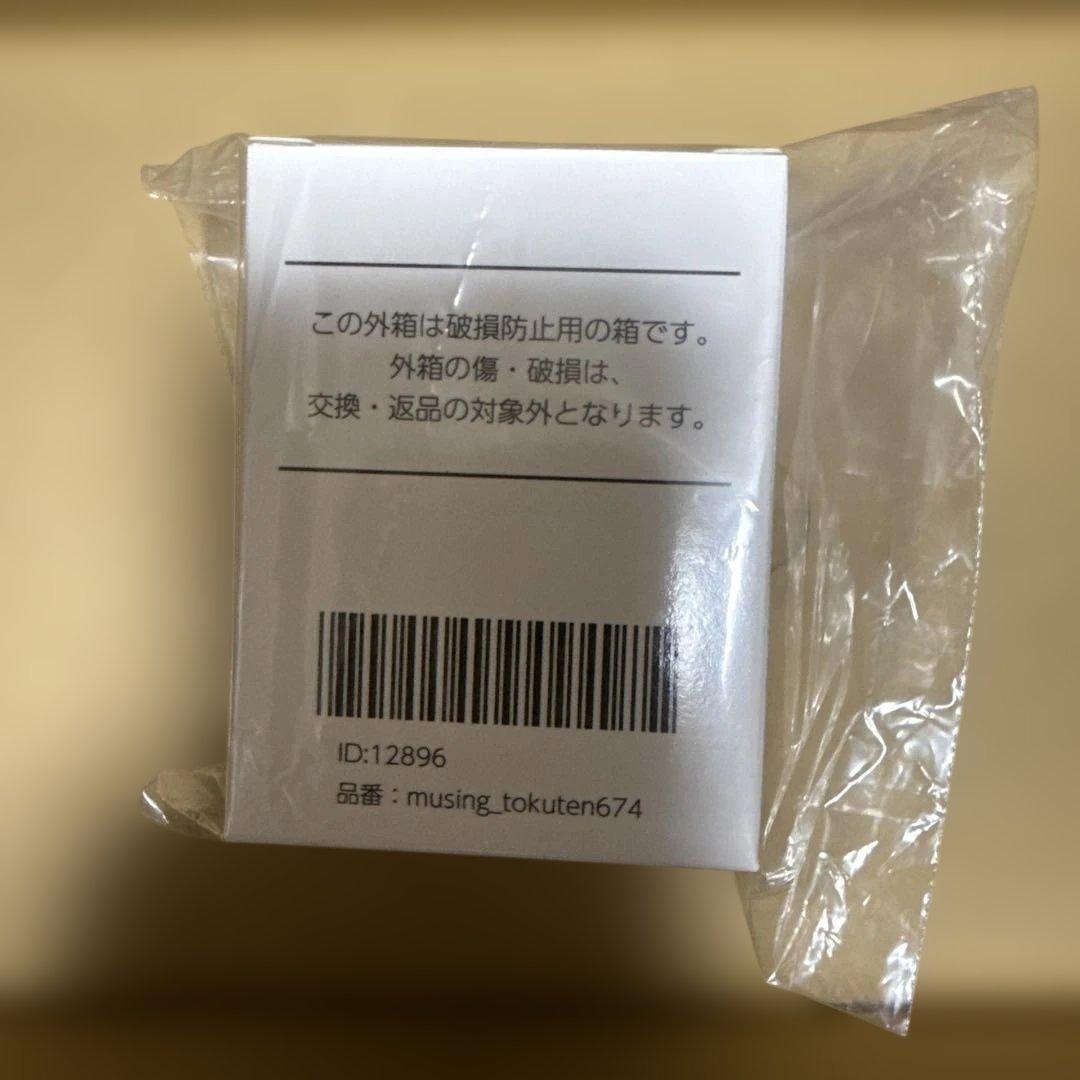 この外箱は破損防止用の箱です。
外箱の傷・破損は、
交換・返品の対象外となります。
ID:12896
品番：musing_tokuten674